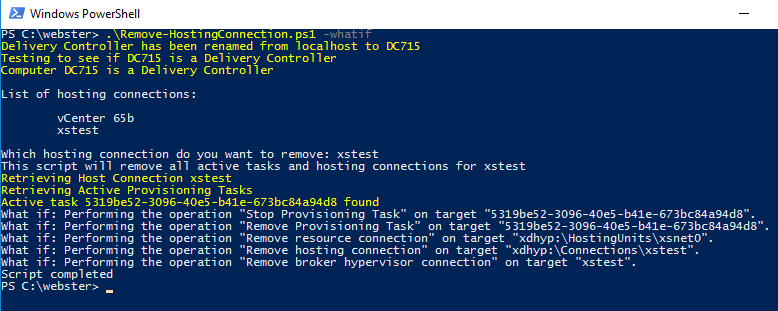 Windows PowerShell
PS C:\webster> .\Remove-HostingConnection.ps1 -whatif
Delivery Controller has been renamed from localhost to DC715
Testing to see if DC715 is a Delivery Controller
Computer DC715 is a Delivery Controller
List of hosting connections:
vCenter 65b
xstest
Which hosting connection do you want to remove: xstest
This script will remove all active tasks and hosting connections for xstest
Retrieving Host Connection xstest
Retrieving Active Provisioning Tasks
Active task 5319be52-3096-40e5-b41e-673bc84a94d8 found
What if: Performing the operation "Stop Provisioning Task" on target "5319be52-3096-40e5-b41e-673bc84a94d8".
What if: Performing the operation "Remove Provisioning Task" on target "5319be52-3096-40e5-b41e-673bc84a94d8".
What if: Performing the operation "Remove resource connection" on target "xdhyp:\HostingUnits\xsnet0".
What if: Performing the operation "Remove hosting connection" on target "xdhyp:\Connections\xstest".
What if: Performing the operation "Remove broker hypervisor connection" on target "xstest".
Script completed
PS C:\webster>